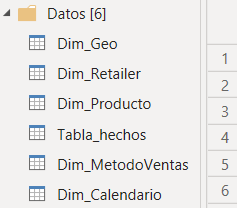 Datos [6]
Dim_Geo
Dim_Retailer
1
Dim_Producto
2
3
Tabla_hechos
4
Dim_MetodoVentas
5
Dim_Calendario
6